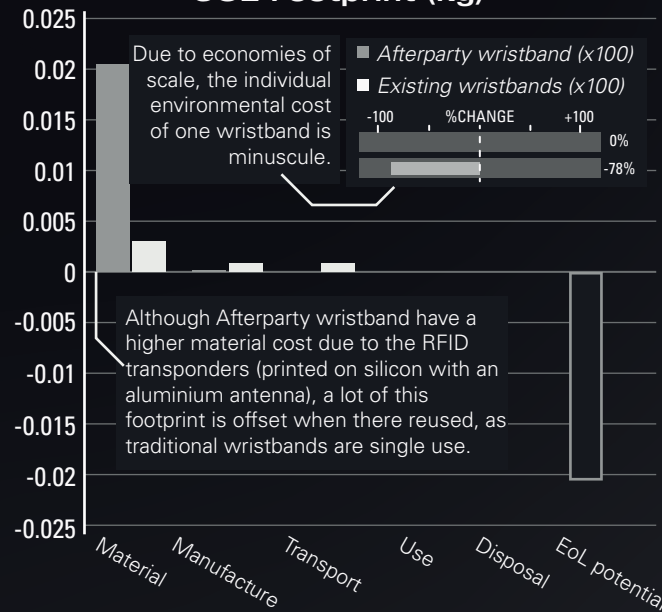 0.025
0.02
0.015
0.01
0.005
0
-0.005
-0.01
-0.015
-0.02
-0.025
Due to economies of
scale, the individual
environmental cost
of one wristband is
minuscule.
Afterparty wristband (x100)
Existing wristbands (x100)
-100 %CHANGE +100
0%
-78%
Although Afterparty wristband have a
higher material cost due to the RFID
transponders (printed on silicon with an
aluminium antenna), a lot of this
footprint is offset when there reused, as
traditional wristbands are single use.
Material
Manufacture
Transport
Use
Disposal
EoL potential